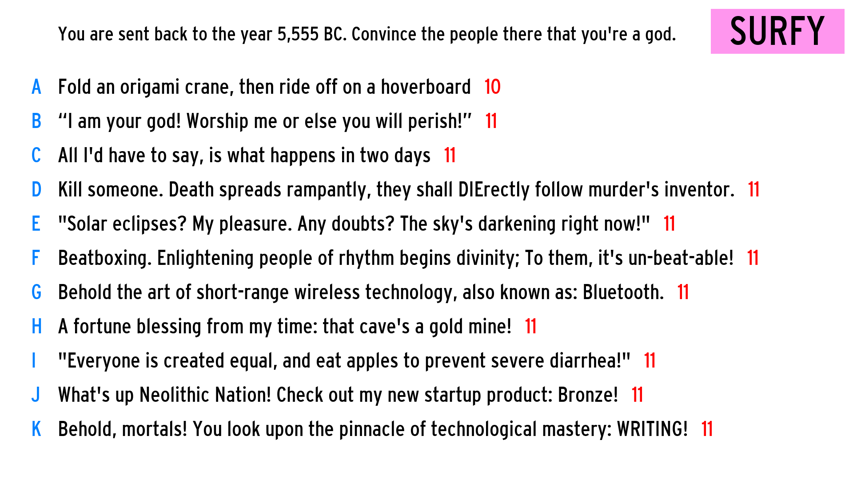 You are sent back to the year 5,555 BC. Convince the people there that you're a god.
SURFY
A Fold an origami crane, then ride off on a hoverboard 10
B “I am your god! Worship me or else you will perish!” 11
C All I'd have to say, is what happens in two days 11
D Kill someone. Death spreads rampantly, they shall DIErectly follow murder's inventor. 11
E "Solar eclipses? My pleasure. Any doubts? The sky's darkening right now!" 11
F Beatboxing. Enlightening people of rhythm begins divinity; To them, it's un-beat-able! 11
G Behold the art of short-range wireless technology, also known as: Bluetooth. 11
H A fortune blessing from my time: that cave's a gold mine! 11
I "Everyone is created equal, and eat apples to prevent severe diarrhea!" 11
J What's up Neolithic Nation! Check out my new startup product: Bronze! 11
K Behold, mortals! You look upon the pinnacle of technological mastery: WRITING! 11